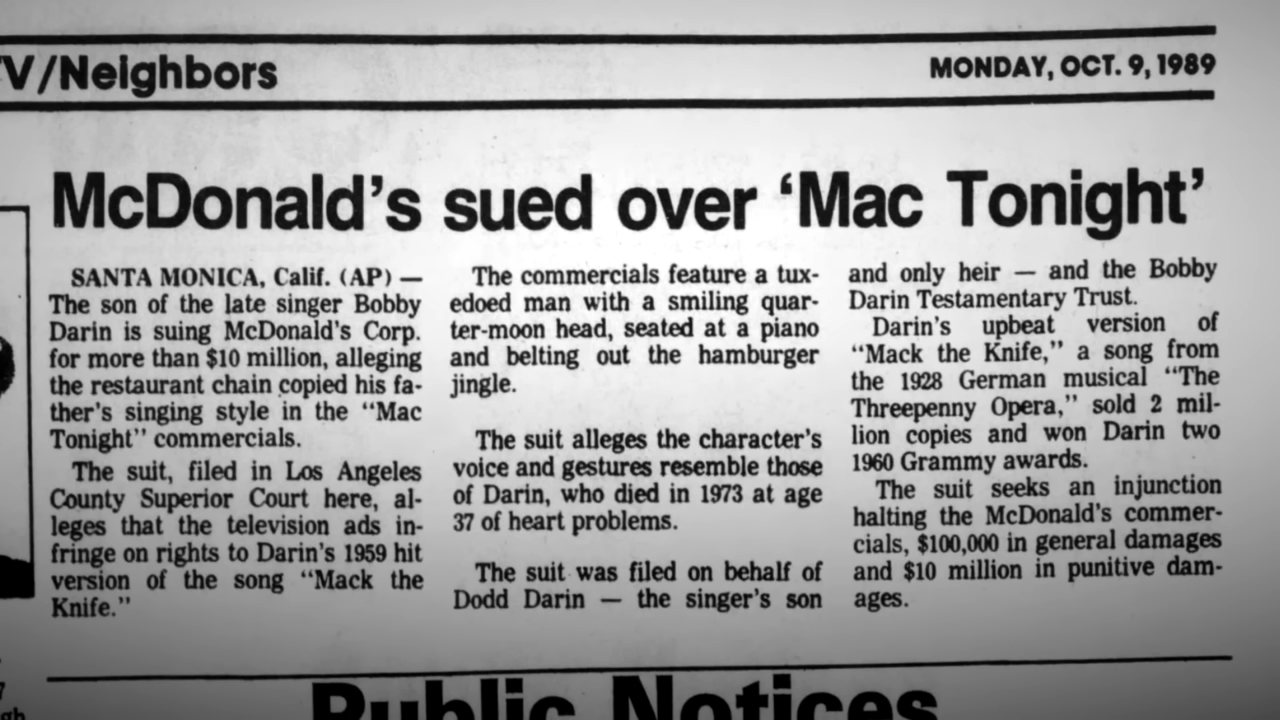 V/Neighbors
MONDAY, OCT. 9, 1989
McDonald's sued over 'Mac Tonight'
SANTA MONICA, Calif. (AP) —
The son of the late singer Bobby
Darin is suing McDonald's Corp.
for more than $10 million, alleging
the restaurant chain copied his fa-
ther's singing style in the "Mac
Tonight" commercials.
The suit, filed in Los Angeles
County Superior Court here, al-
leges that the television ads in-
fringe on rights to Darin's 1959 hit
version of the song "Mack the
Knife."
The commercials feature a tux-
edoed man with a smiling quar-
ter-moon head, seated at a piano
and belting out the hamburger
jingle.
The suit alleges the character's
voice and gestures resemble those
of Darin, who died in 1973 at age
37 of heart problems.
The suit was filed on behalf of
Dodd Darin — the singer's son
and only heir — and the Bobby
Darin Testamentary Trust.
Darin's upbeat version of
"Mack the Knife," a song from
the 1928 German musical "The
Threepenny Opera," sold 2 mil-
lion copies and won Darin two
1960 Grammy awards.
The suit seeks an injunction
halting the McDonald's commer-
cials, $100,000 in general damages
and $10 million in punitive dam-
ages.
Public Notices